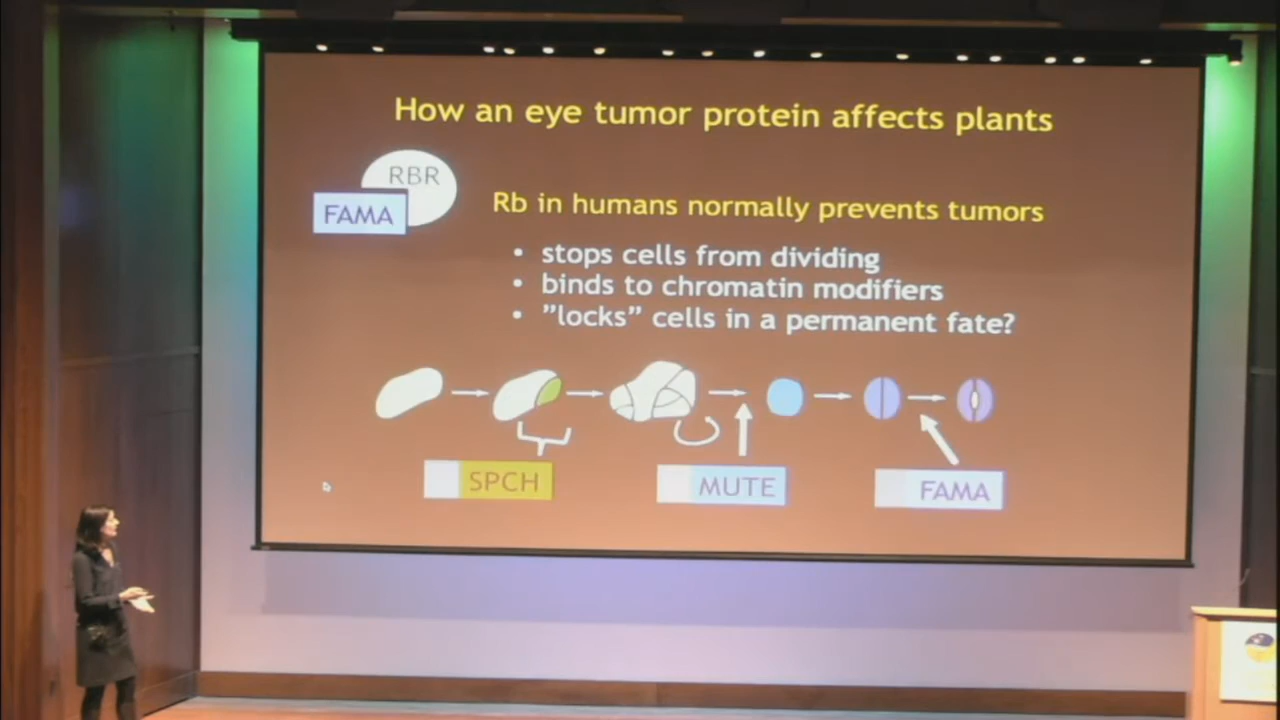 How an eye tumor protein affects plants
RBR
FAMA
Rb in humans normally prevents tumors
• stops cells from dividing
• binds to chromatin modifiers
• ”locks” cells in a permanent fate?
SPCH
MUTE
FAMA